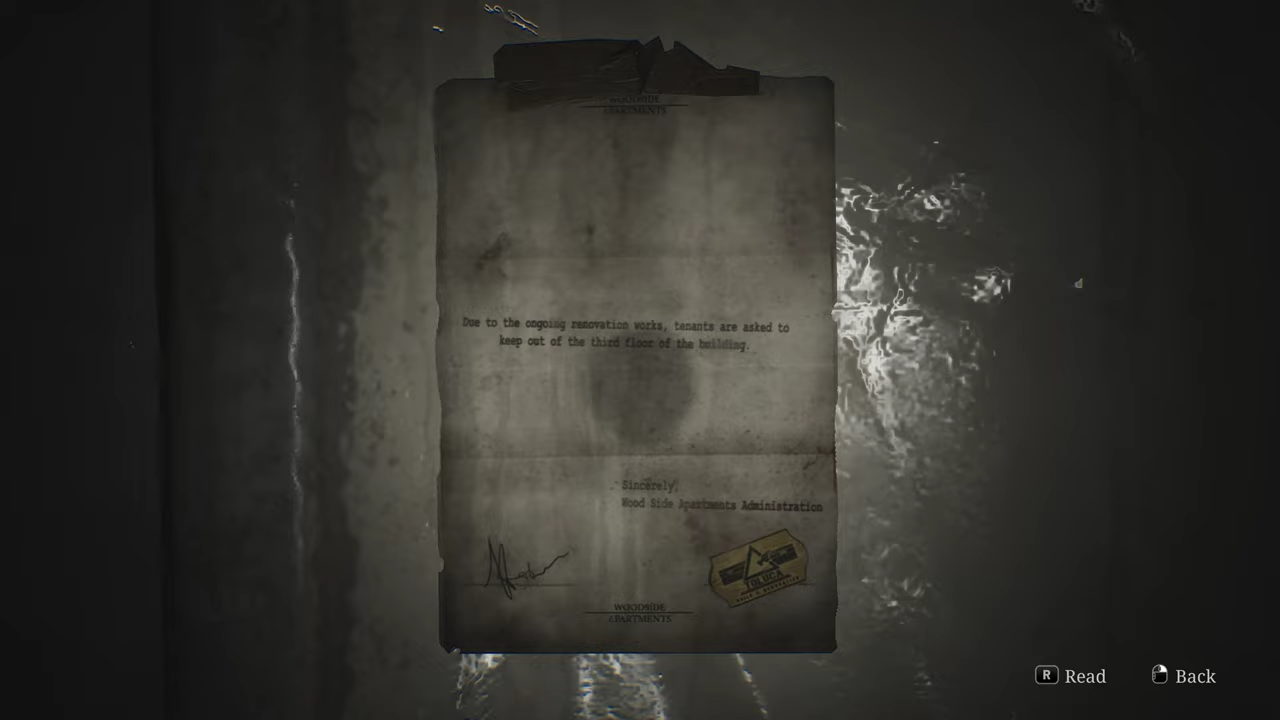 WOODSIDE
APARTMENTS
Due to the ongoing renovation works, tenants are asked to
keep out of the third floor of the building.
Sincerely,
Wood Side Apartments Administration
TOLUCA
WOODSIDE
APARTMENTS
R Read
Back